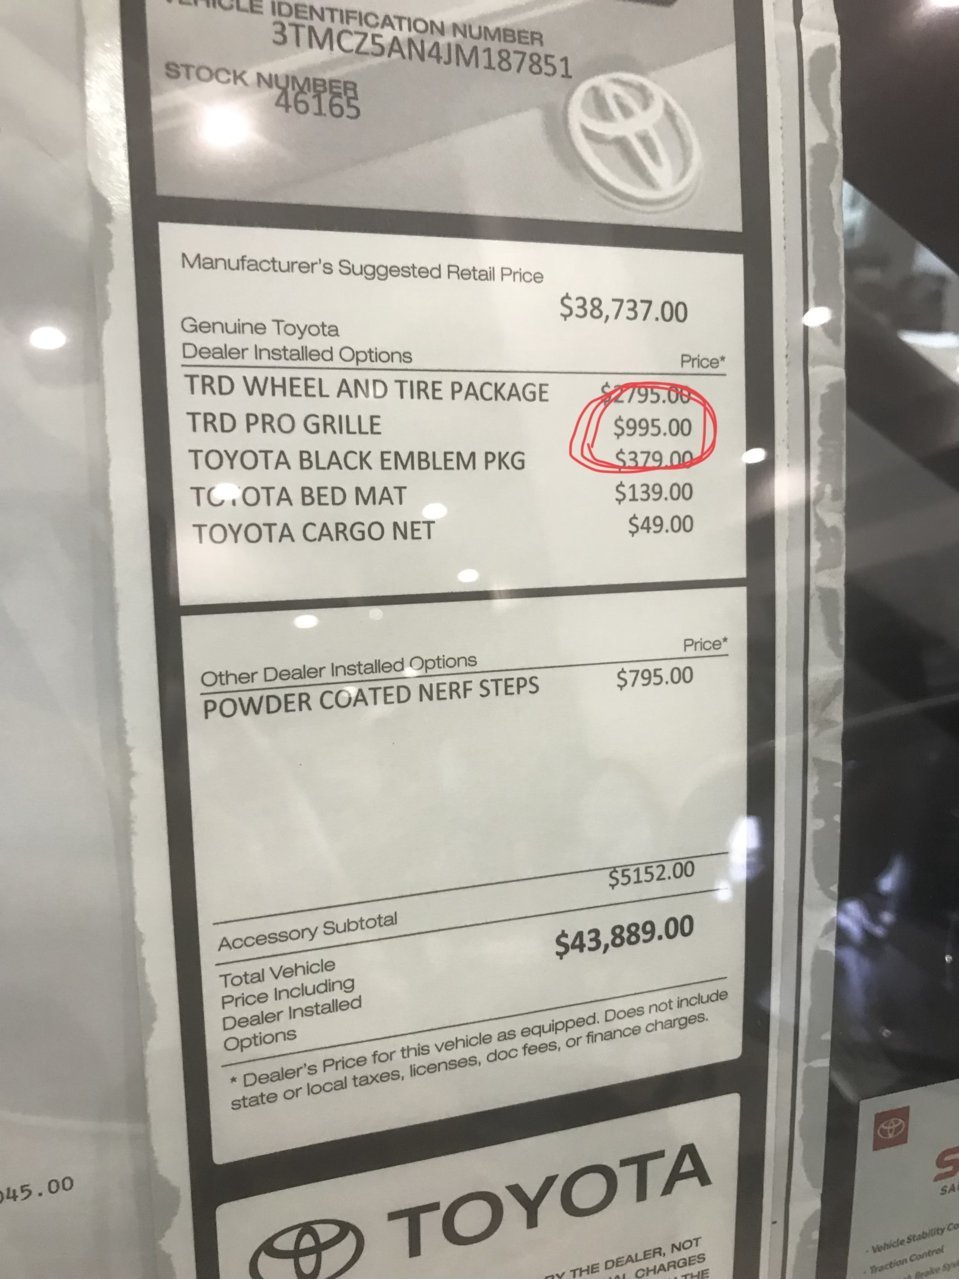 VEHICLE IDENTIFICATION NUMBER
3TMCZ5AN4JM187851
STOCK NUMBER
46165
Manufacturer's Suggested Retail Price
$38,737.00
Genuine Toyota
Dealer Installed Options Price*
TRD WHEEL AND TIRE PACKAGE $2795.00
TRD PRO GRILLE $995.00
TOYOTA BLACK EMBLEM PKG $379.00
TOYOTA BED MAT $139.00
TOYOTA CARGO NET $49.00
Other Dealer Installed Options Price*
POWDER COATED NERF STEPS $795.00
Accessory Subtotal $5152.00
Total Vehicle $43,889.00
Price Including
Dealer Installed
Options
* Dealer's Price for this vehicle as equipped. Does not include
state or local taxes, licenses, doc fees, or finance charges.
TOYOTA
BY THE DEALER, NOT
CHARGES
THE
45.00
Vehicle Stability
- Traction Control
Brake